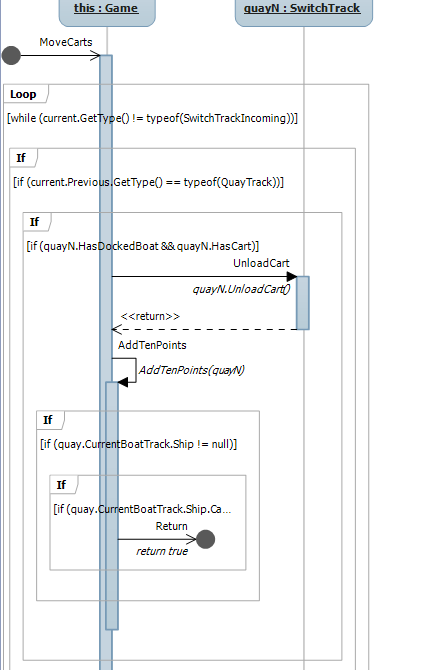 this : Game
quayN : SwitchTrack
MoveCarts
Loop
[while (current.GetType() != typeof(SwitchTrackIncoming))]
If
[if (current.Previous.GetType() == typeof(QuayTrack))]
If
[if (quayN.HasDockedBoat && quayN.HasCart)]
UnloadCart
quayN.UnloadCart()
<<return>>
AddTenPoints
AddTenPoints(quayN)
If
[if (quay.CurrentBoatTrack.Ship != null)]
If
[if (quay.CurrentBoatTrack.Ship.Ca...
Return
return true